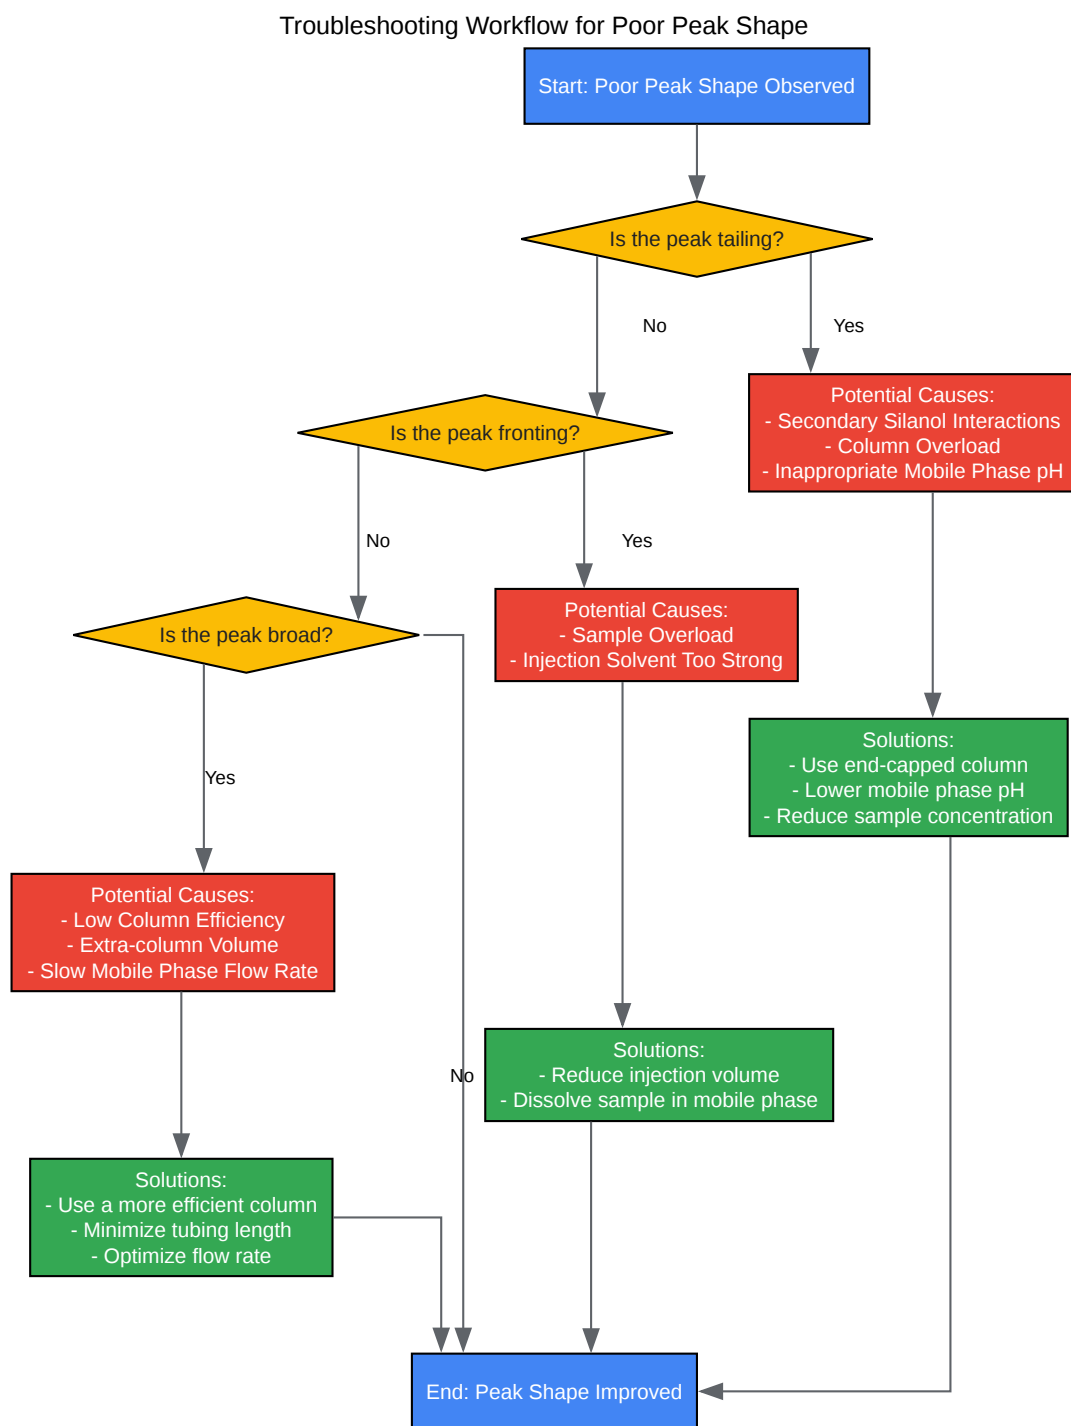 Troubleshooting Workflow for Poor Peak Shape
Start: Poor Peak Shape Observed
Is the peak tailing?
No
Yes
Potential Causes:
- Secondary Silanol Interactions
- Column Overload
- Inappropriate Mobile Phase pH
Is the peak fronting?
No
Yes
Potential Causes:
- Sample Overload
- Injection Solvent Too Strong
Is the peak broad?
Solutions:
- Use end-capped column
- Lower mobile phase pH
- Reduce sample concentration
Yes
Potential Causes:
- Low Column Efficiency
- Extra-column Volume
- Slow Mobile Phase Flow Rate
No
Solutions:
- Reduce injection volume
- Dissolve sample in mobile phase
Solutions:
- Use a more efficient column
- Minimize tubing length
- Optimize flow rate
End: Peak Shape Improved